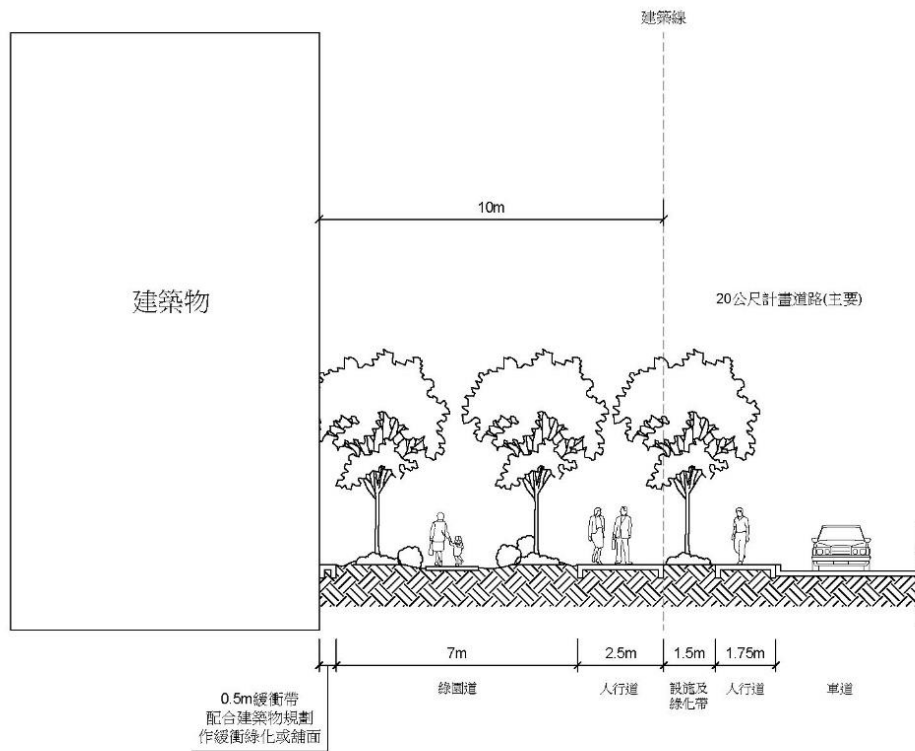 建築線
10m
建築物
20公尺計畫道路(主要)
7m
2.5m
1.5m
1.75m
綠園道
人行道
設施及
綠化帶
人行道
車道
0.5m緩衝帶
配合建築物規劃
作緩衝綠化或舖面